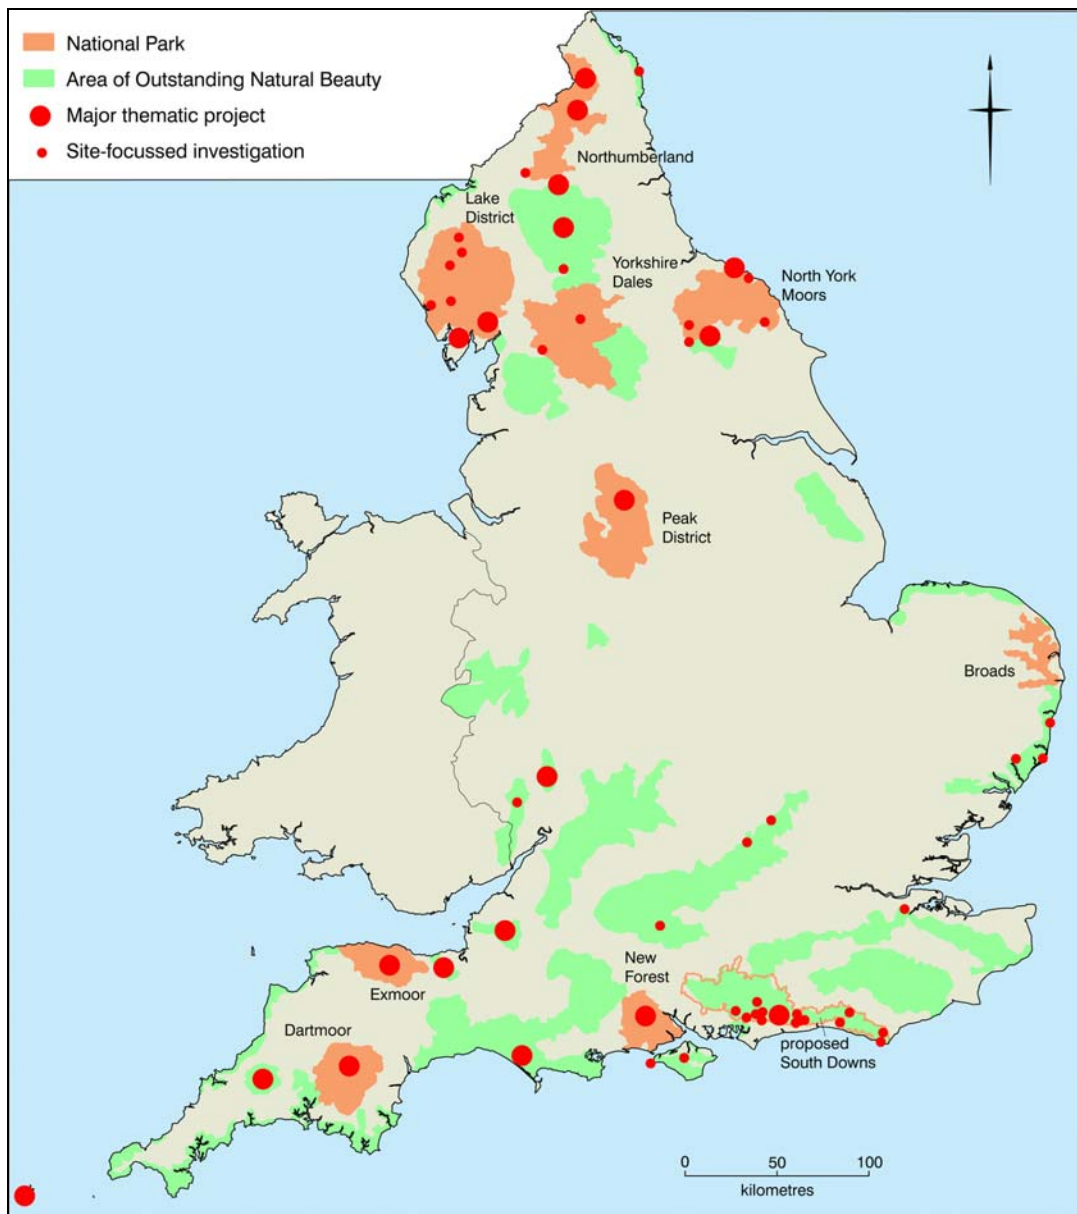 National Park
Area of Outstanding Natural Beauty
Major thematic project
Site-focussed investigation
Northumberland
Lake
District
Yorkshire
Dales
North York
Moors
Peak
District
Broads
New
Forest
Exmoor
Dartmoor
proposed
South Downs
0 50 100
kilometres